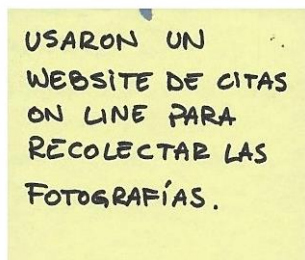 USARON UN
WEBSITE DE CITAS
ON LINE PARA
RECOLECTAR LAS
FOTOGRAFÍAS.